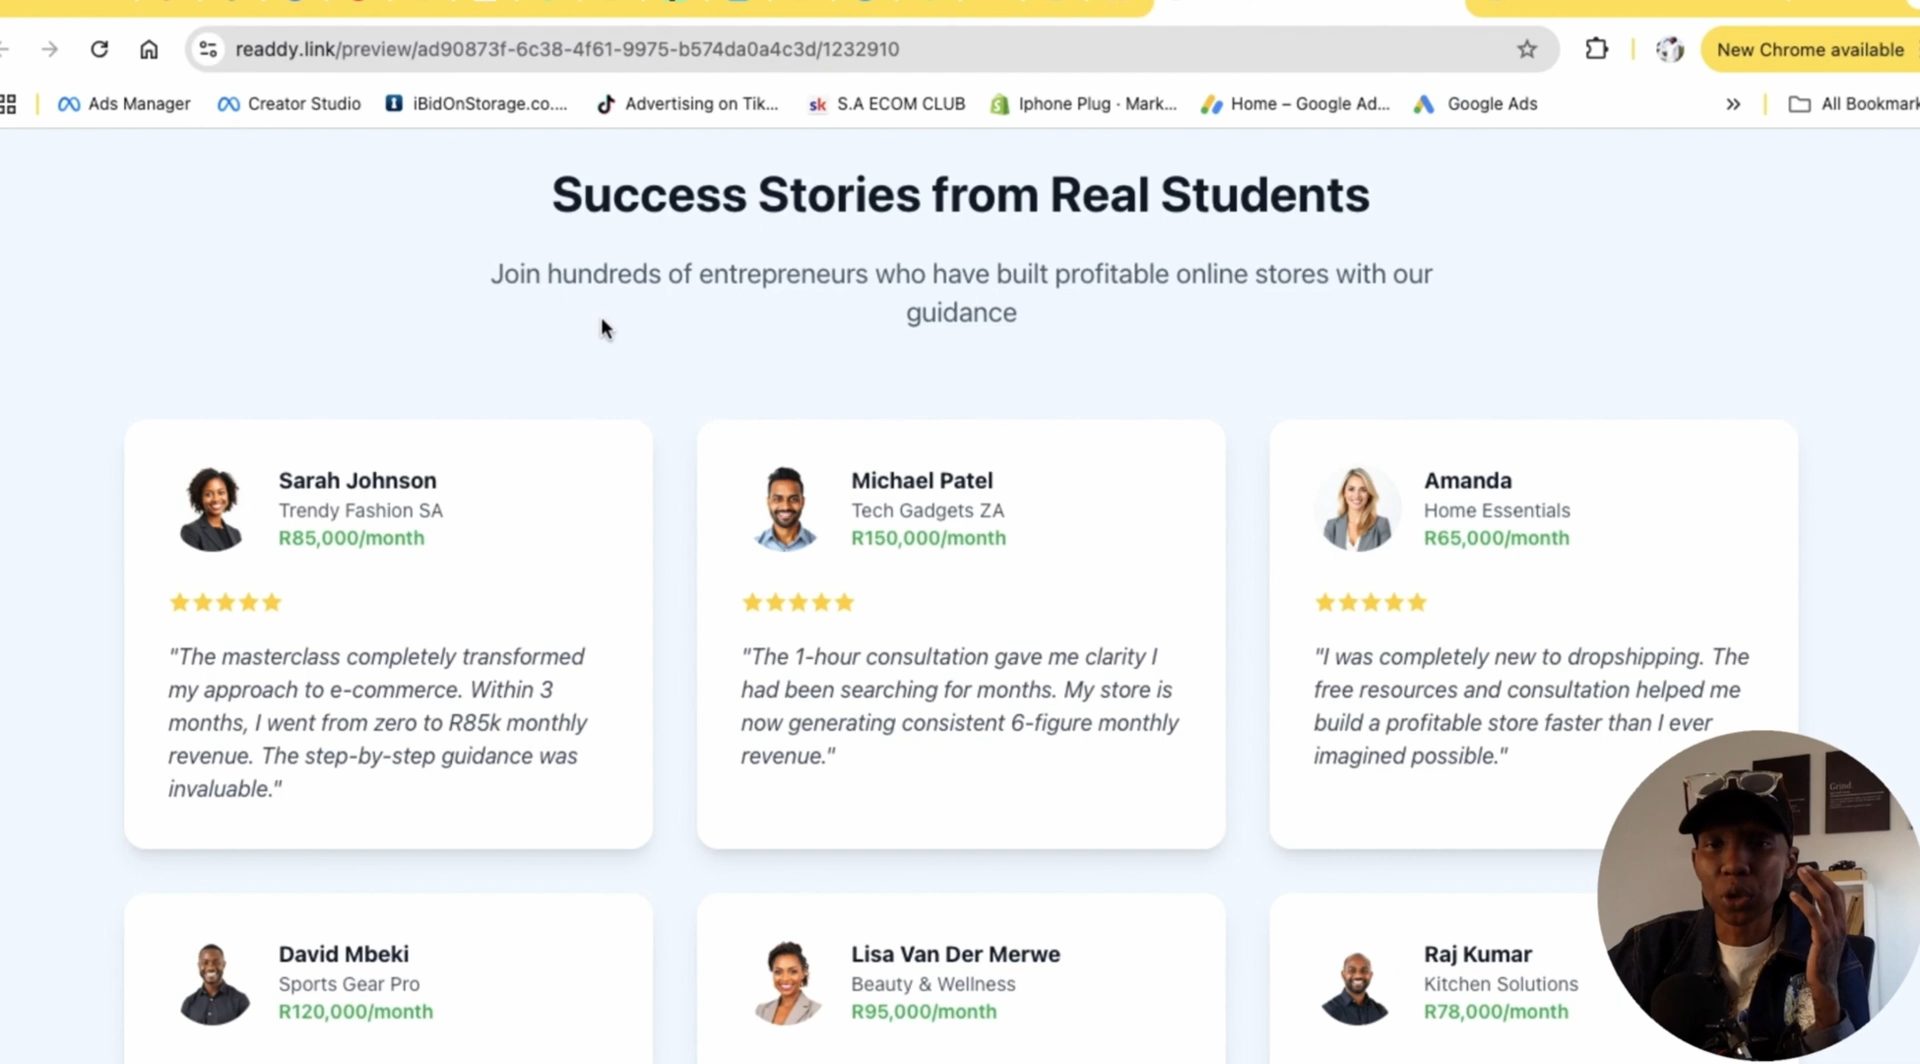 readdy.link/preview/ad90873f-6c38-4f61-9975-b574da0a4c3d/1232910
New Chrome available
Ads Manager
Creator Studio
iBidOnStorage.co....
Advertising on Tik...
sk S.A ECOM CLUB
Iphone Plug · Mark...
Home – Google Ad...
Google Ads
All Bookmark
Success Stories from Real Students
Join hundreds of entrepreneurs who have built profitable online stores with our
guidance
Sarah Johnson
Trendy Fashion SA
R85,000/month
"The masterclass completely transformed
my approach to e-commerce. Within 3
months, I went from zero to R85k monthly
revenue. The step-by-step guidance was
invaluable."
Michael Patel
Tech Gadgets ZA
R150,000/month
"The 1-hour consultation gave me clarity I
had been searching for months. My store is
now generating consistent 6-figure monthly
revenue."
Amanda
Home Essentials
R65,000/month
"I was completely new to dropshipping. The
free resources and consultation helped me
build a profitable store faster than I ever
imagined possible."
David Mbeki
Sports Gear Pro
R120,000/month
Lisa Van Der Merwe
Beauty & Wellness
R95,000/month
Raj Kumar
Kitchen Solutions
R78,000/month
Grind